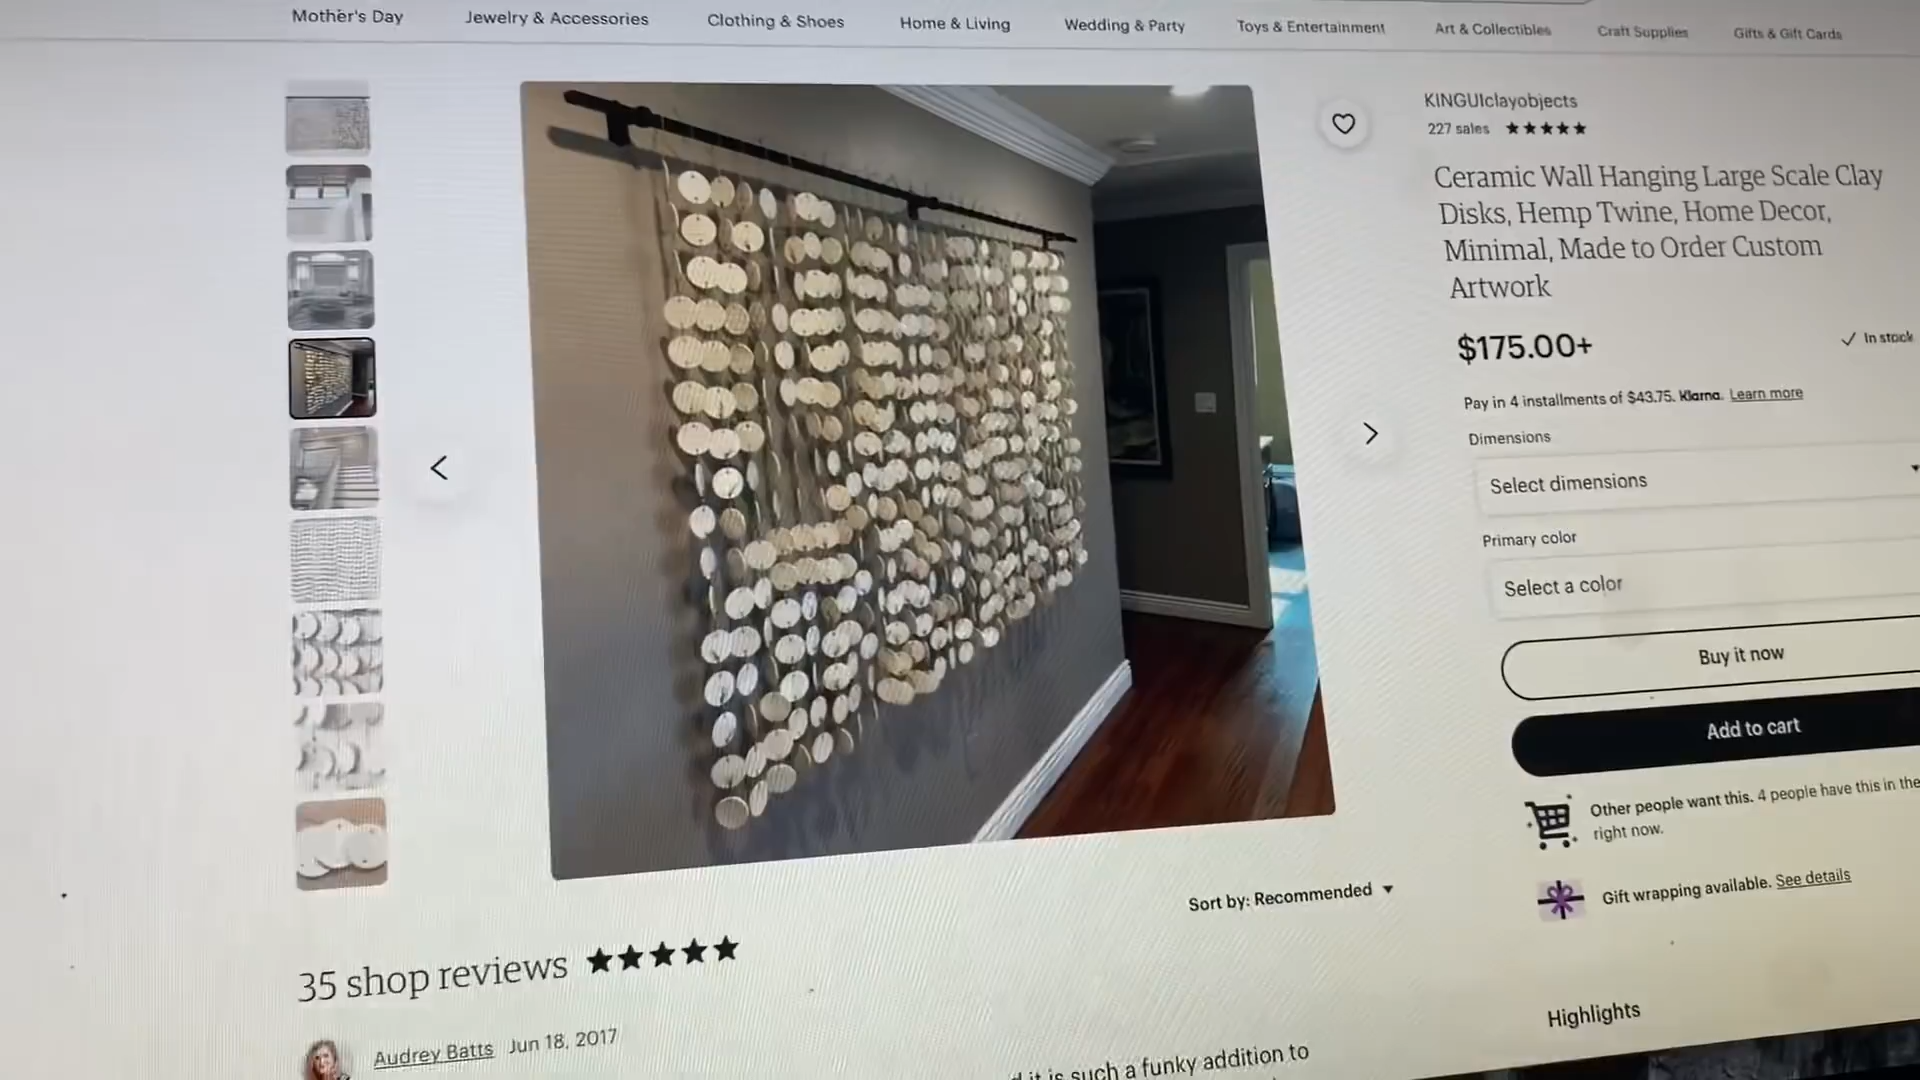 Mother's Day
Jewelry & Accessories
Clothing & Shoes
Home & Living
Wedding & Party
Toys & Entertainment
Art & Collectibles
Craft Supplies
Gifts & Gift Cards
KINGUIclayobjects
227 sales
Ceramic Wall Hanging Large Scale Clay
Disks, Hemp Twine, Home Decor,
Minimal, Made to Order Custom
Artwork
$175.00+
In stock
Pay in 4 installments of $43.75. Klarna. Learn more
Dimensions
Select dimensions
Primary color
Select a color
Buy it now
Add to cart
Other people want this. 4 people have this in the
right now.
Gift wrapping available. See details
Sort by: Recommended
35 shop reviews
Audrey Batts Jun 18, 2017
it is such a funky addition to
Highlights